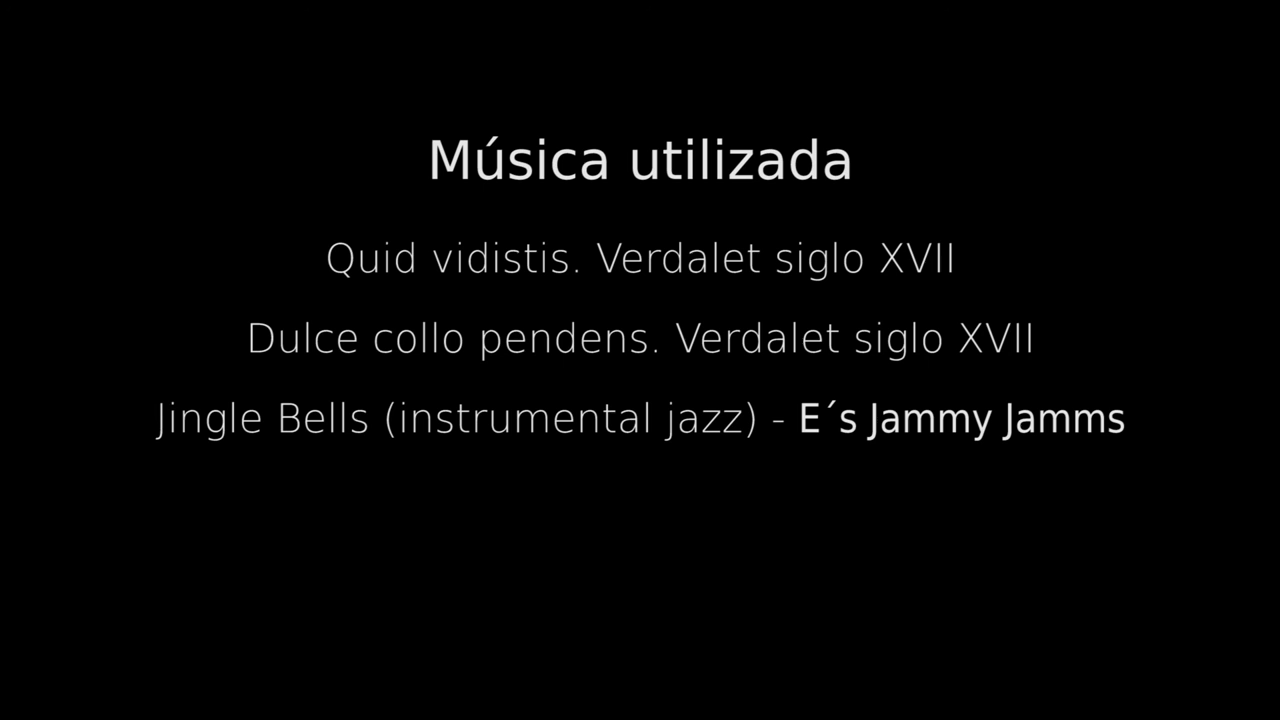 Música utilizada
Quid vidistis. Verdalet siglo XVII
Dulce collo pendens. Verdalet siglo XVII
Jingle Bells (instrumental jazz) - E´s Jammy Jamms